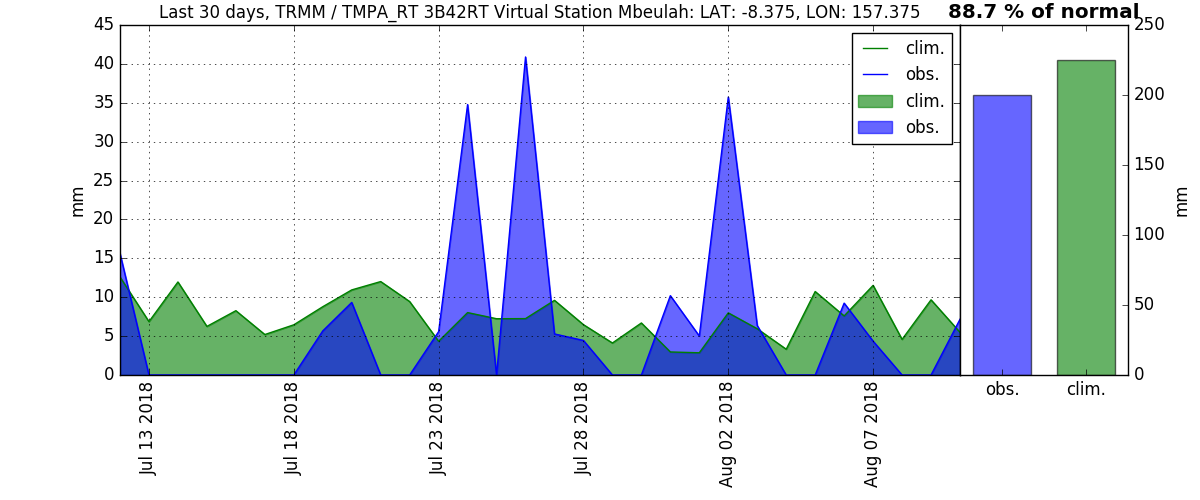 Last 30 days, TRMM / TMPA_RT 3B42RT Virtual Station Mbeulah: LAT: -8.375, LON: 157.375
88.7 % of normal
mm
45
40
35
30
25
20
15
10
5
0
clim.
obs.
clim.
obs.
Jul 13 2018
Jul 18 2018
Jul 23 2018
Jul 28 2018
Aug 02 2018
Aug 07 2018
250
200
150
100
50
0
mm
obs.
clim.